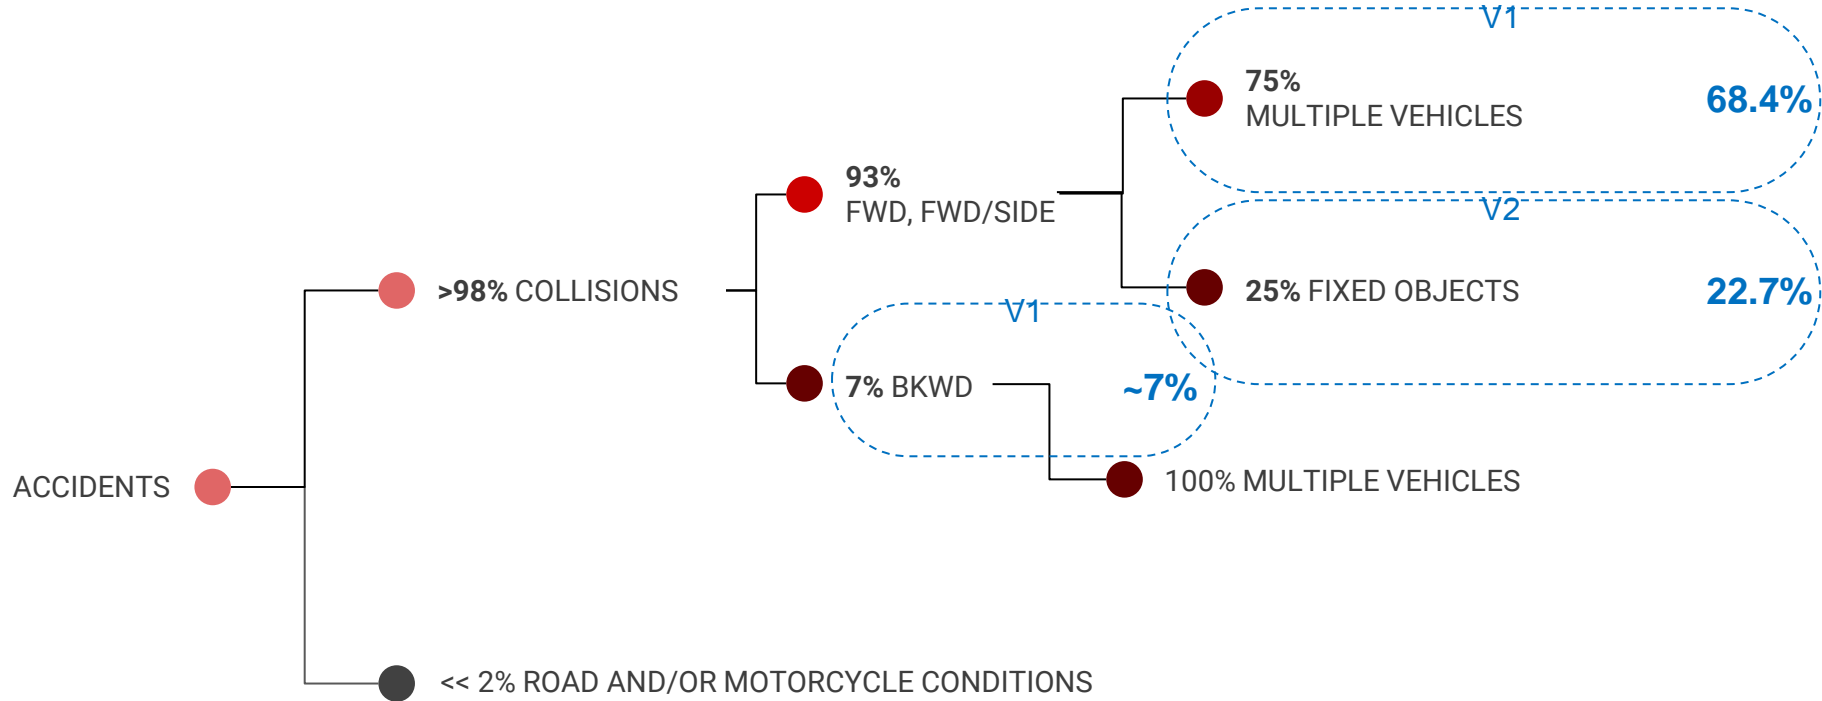 V1
75%
MULTIPLE VEHICLES
68.4%
93%
FWD, FWD/SIDE
V2
25% FIXED OBJECTS
22.7%
>98% COLLISIONS
V1
7% BKWD
~7%
100% MULTIPLE VEHICLES
ACCIDENTS
<< 2% ROAD AND/OR MOTORCYCLE CONDITIONS